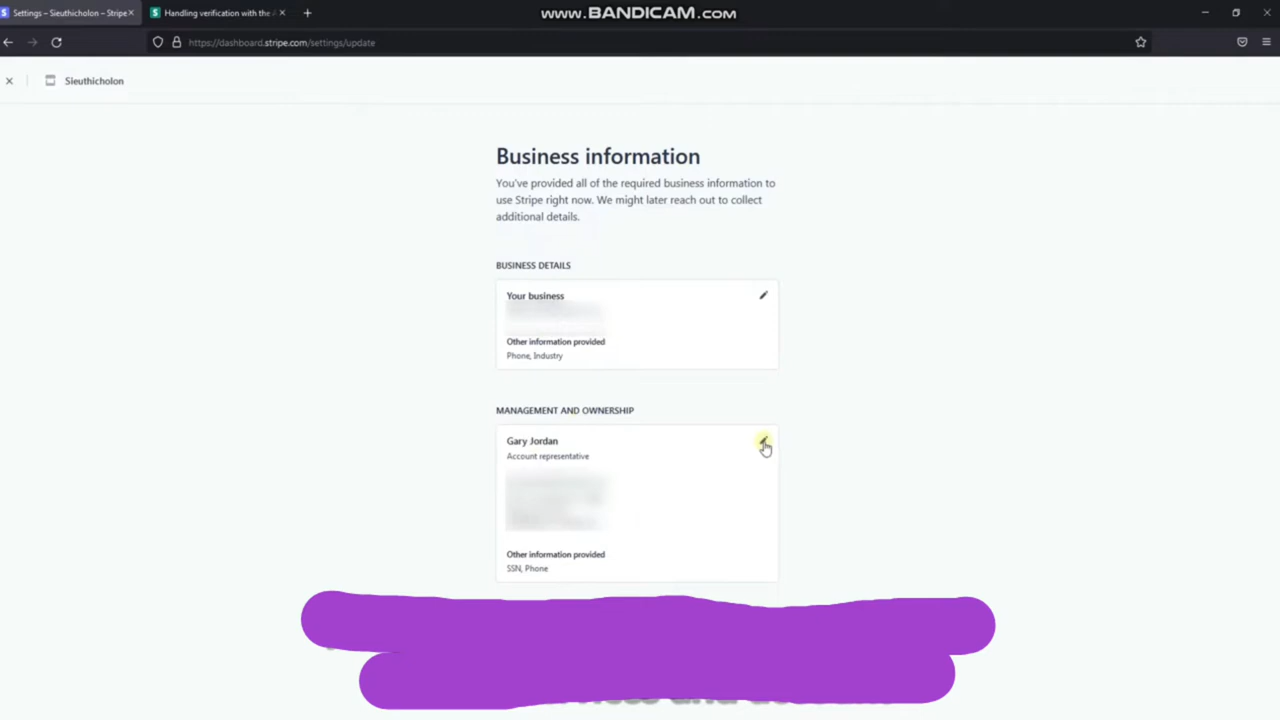 www.BANDICAM.com
Settings – Sieuthicholon – Stripe
Handling verification with the
https://dashboard.stripe.com/settings/update
Sieuthicholon
Business information
You've provided all of the required business information to
use Stripe right now. We might later reach out to collect
additional details.
BUSINESS DETAILS
Your business
Other information provided
Phone, Industry
MANAGEMENT AND OWNERSHIP
Gary Jordan
Account representative
Other information provided
SSN, Phone